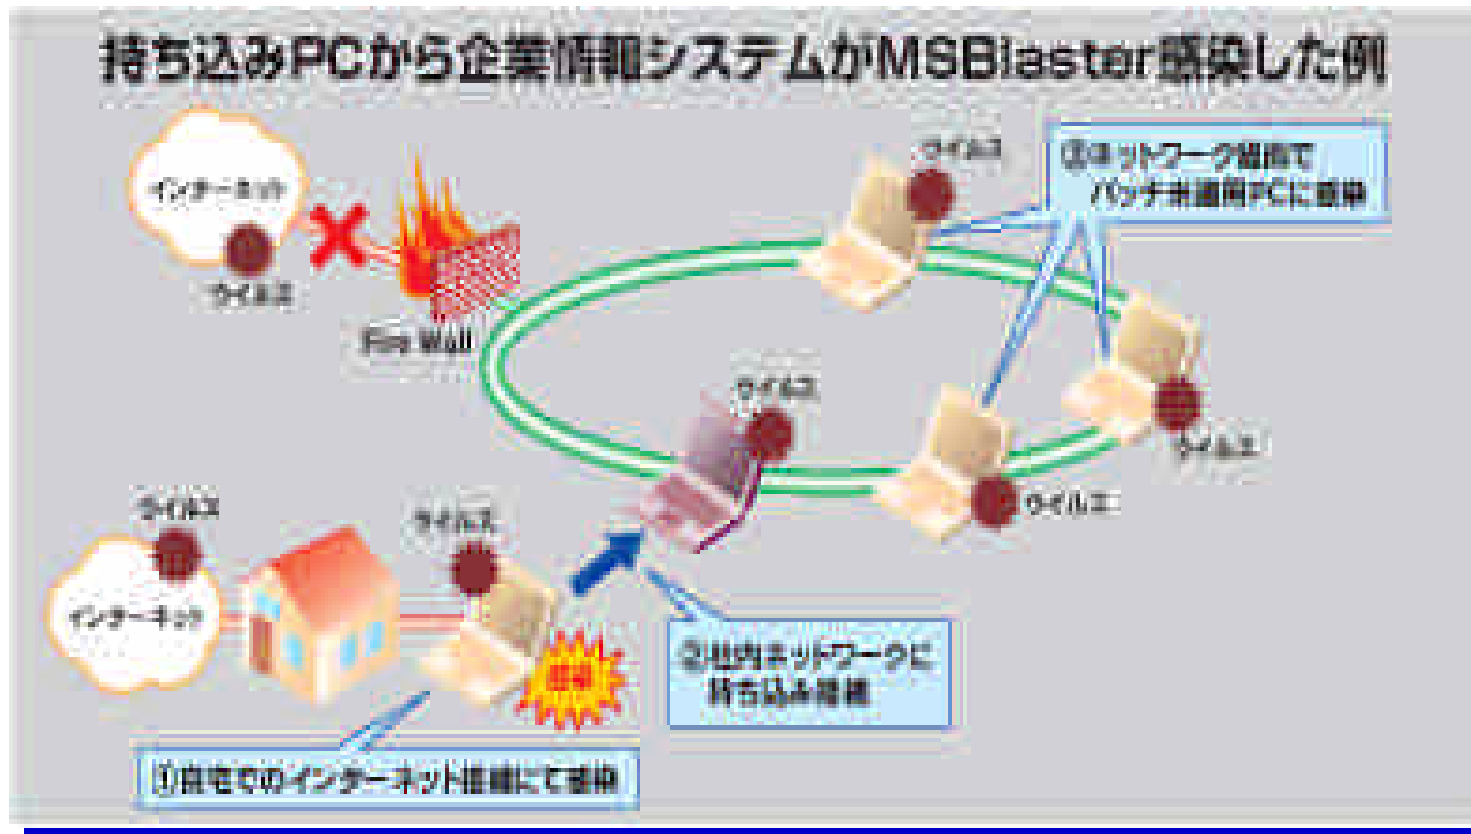 持ち込みPCから企業情報システムがMSBlaster感染した例
ウイルス
③ネットワーク経由で
パッチ未適用PCに感染
インターネット
ウイルス
Fire Wall
ウイルス
ウイルス
ウイルス
ウイルス
ウイルス
インターネット
②社内ネットワークに
持ち込み接続
感染
①自宅でのインターネット接続にて感染